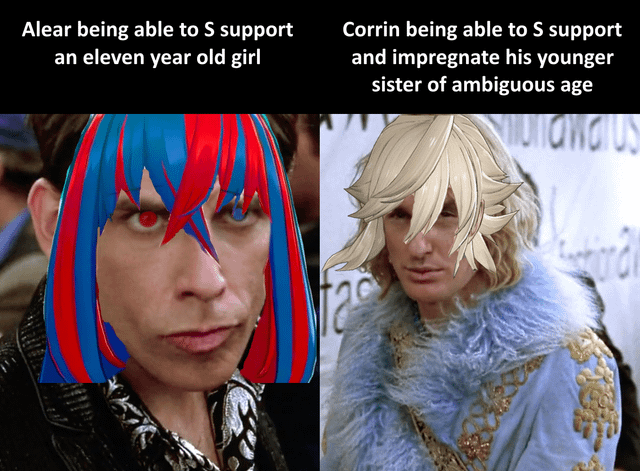 Alear being able to S support
an eleven year old girl
Corrin being able to S support
and impregnate his younger
sister of ambiguous age